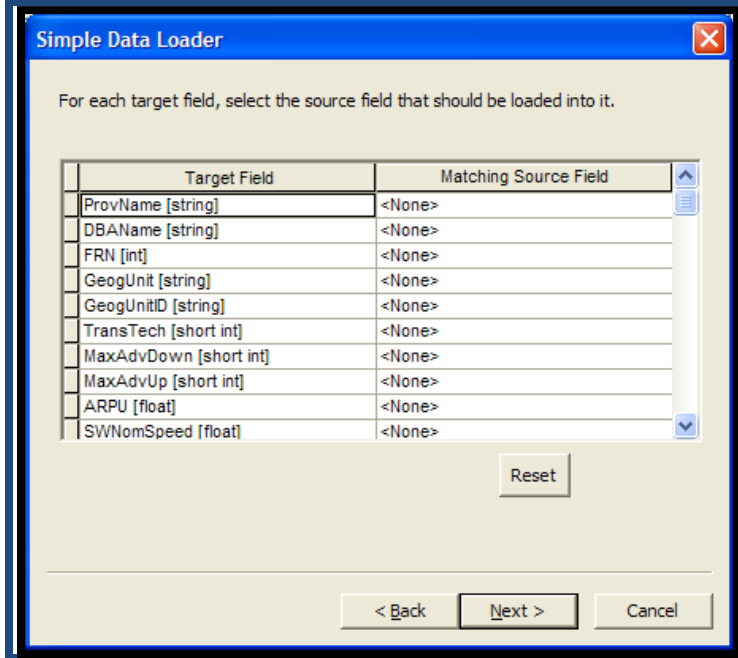 Simple Data Loader
For each target field, select the source field that should be loaded into it.
Target Field Matching Source Field
ProvName [string] <None>
DBAName [string] <None>
FRN [int] <None>
GeogUnit [string] <None>
GeogUnitID [string] <None>
TransTech [short int] <None>
MaxAdvDown [short int] <None>
MaxAdvUp [short int] <None>
ARPU [float] <None>
SWNomSpeed [float] <None>
Reset
< Back Next > Cancel